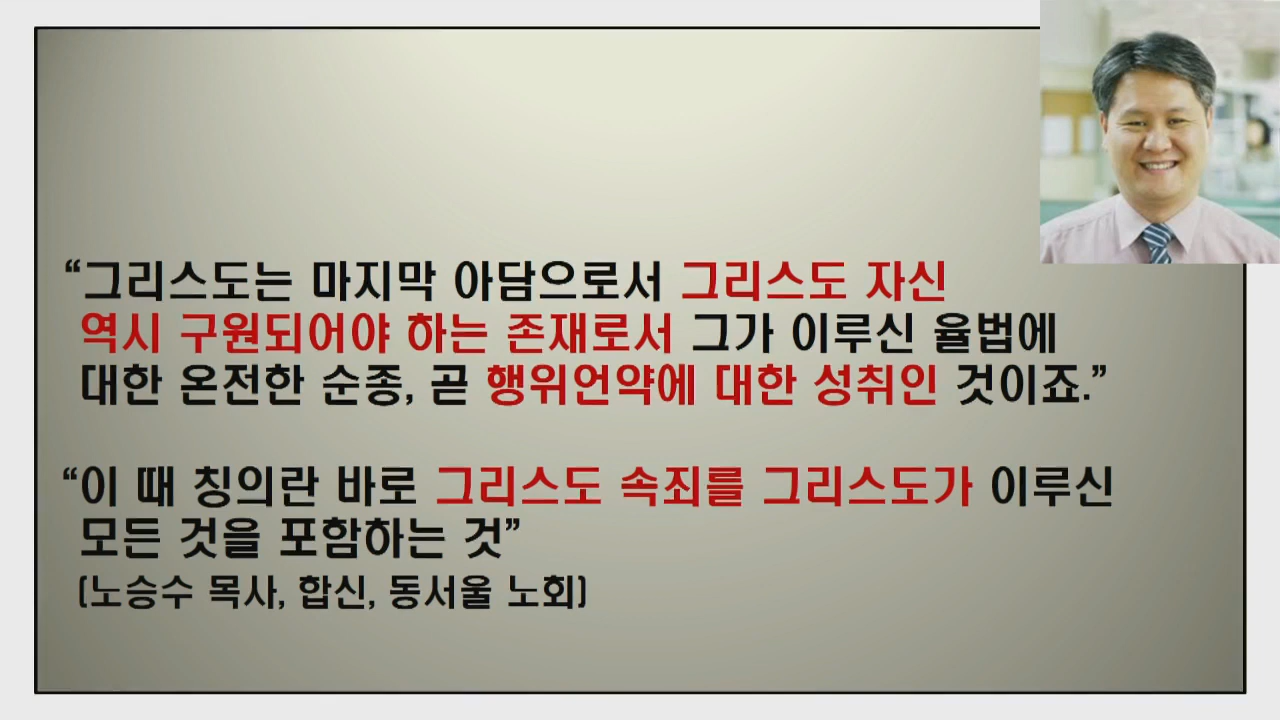 “그리스도는 마지막 아담으로서 그리스도 자신
역시 구원되어야 하는 존재로서 그가 이루신 율법에
대한 온전한 순종, 곧 행위언약에 대한 성취인 것이죠.”
“이 때 칭의란 바로 그리스도 속죄를 그리스도가 이루신
모든 것을 포함하는 것”
(노승수 목사, 합신, 동서울 노회)